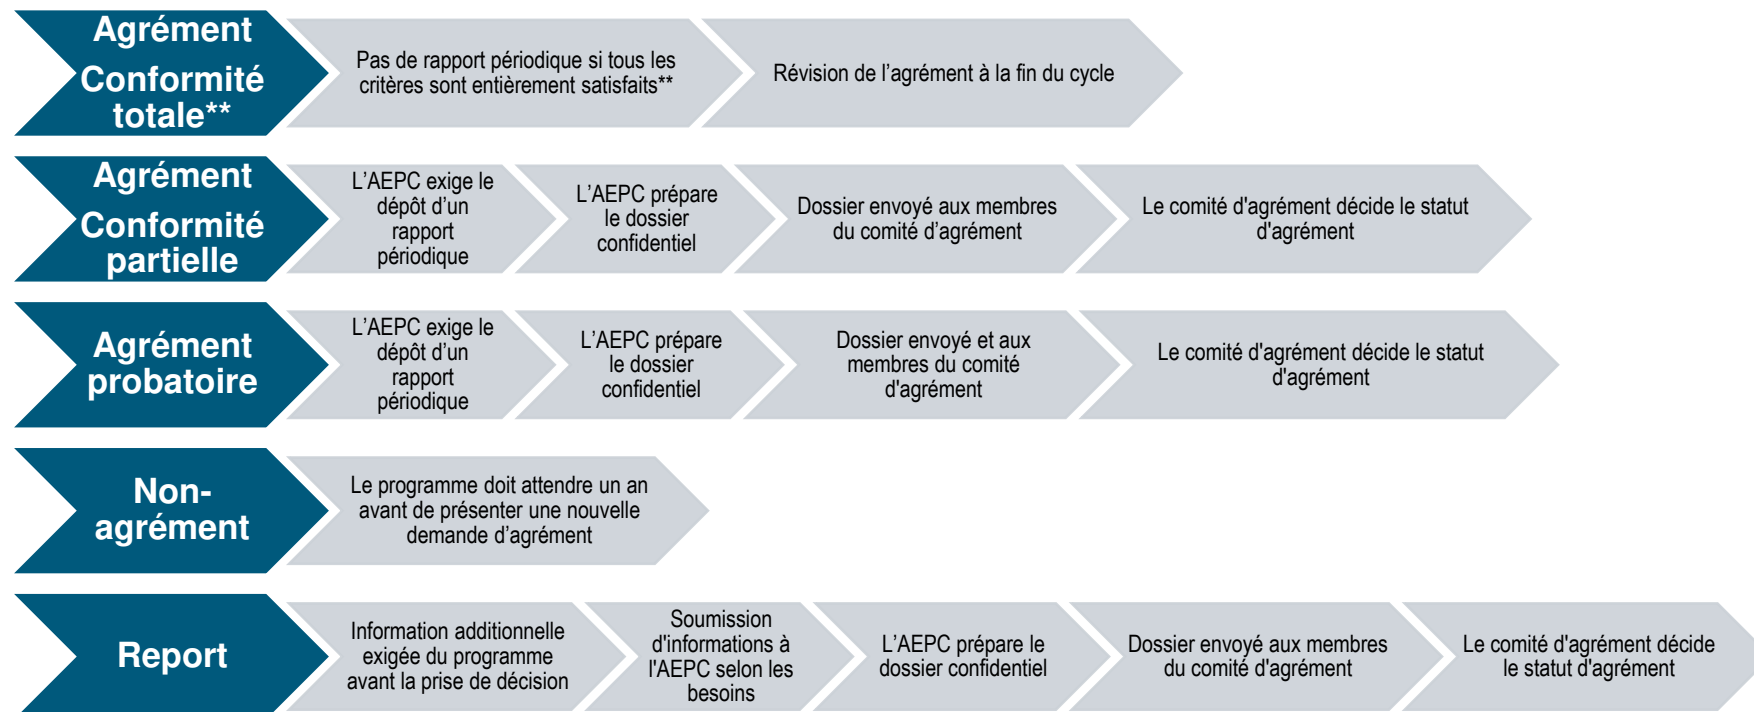 Agrément
Conformité
totale**
Pas de rapport périodique si tous les
critères sont entièrement satisfaits**
Révision de l’agrément à la fin du cycle
Agrément
Conformité
partielle
L’AEPC exige le
dépôt d’un
rapport
périodique
L’AEPC prépare
le dossier
confidentiel
Dossier envoyé aux membres
du comité d’agrément
Le comité d'agrément décide le statut
d'agrément
Agrément
probatoire
L’AEPC exige le
dépôt d’un
rapport
périodique
L’AEPC prépare
le dossier
confidentiel
Dossier envoyé et aux
membres du comité
d'agrément
Le comité d'agrément décide le statut
d'agrément
Non-
agrément
Le programme doit attendre un an
avant de présenter une nouvelle
demande d’agrément
Report
Information additionnelle
exigée du programme
avant la prise de décision
Soumission
d'informations à
l'AEPC selon les
besoins
L’AEPC prépare le
dossier confidentiel
Dossier envoyé aux membres
du comité d'agrément
Le comité d'agrément décide
le statut d'agrément